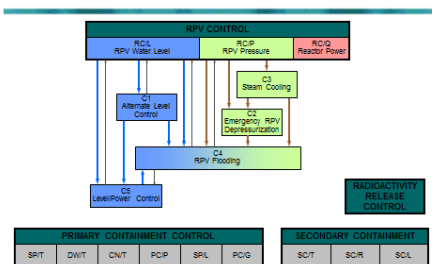 RPV CONTROL
RC/L
RPV Water Level
RC/P
RPV Pressure
RC/Q
Reactor Power
C3
Steam Cooling
C1
Alternate Level
Control
C2
Emergency RPV
Depressurization
C4
RPV Flooding
C5
Level/Power Control
RADIOACTIVITY
RELEASE
CONTROL
PRIMARY CONTAINMENT CONTROL
SP/T
DW/T
CN/T
PC/P
SP/L
PC/G
SECONDARY CONTAINMENT
SC/T
SC/R
SC/L